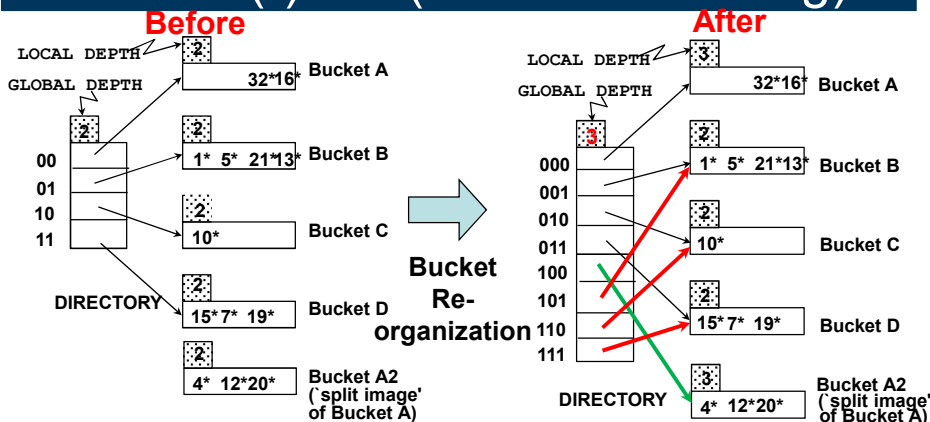 Before
LOCAL DEPTH
GLOBAL DEPTH
2
32*16*
Bucket A
2
00
01
10
11
2
1* 5* 21*13*
Bucket B
2
10*
Bucket C
DIRECTORY
2
15*7* 19*
Bucket D
2
4* 12*20*
Bucket A2
(`split image'
of Bucket A)
Bucket
Re-
organization
After
LOCAL DEPTH
GLOBAL DEPTH
3
32*16*
Bucket A
3
000
001
010
011
100
101
110
111
2
1* 5* 21*13*
Bucket B
2
10*
Bucket C
2
15*7* 19*
Bucket D
DIRECTORY
3
4* 12*20*
Bucket A2
(`split image'
of Bucket A)